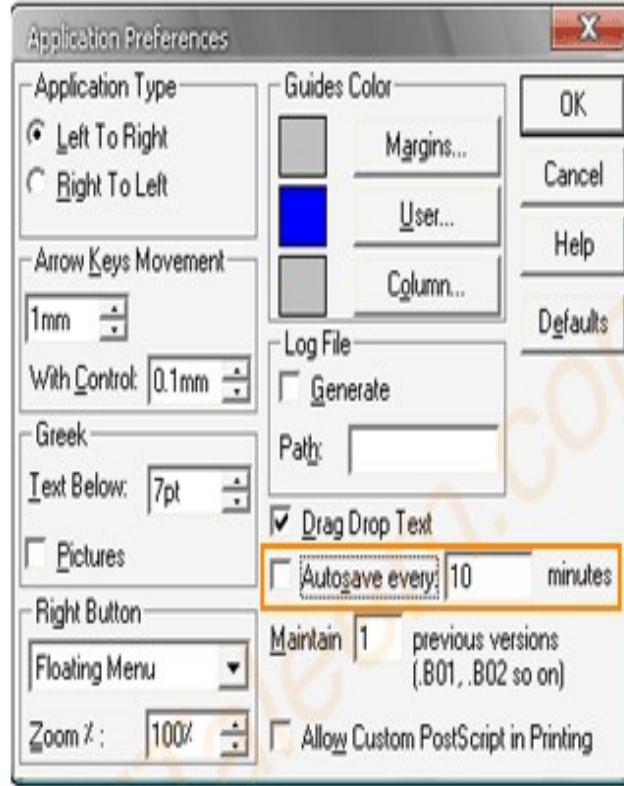 Application Preferences
X
Application Type
Left To Right
Right To Left
Arrow Keys Movement
1mm
With Control: 0.1mm
Greek
Text Below: 7pt
Pictures
Right Button
Floating Menu
Zoom % : 100%
Guides Color
Margins...
User...
Column...
Log File
Generate
Path:
Drag Drop Text
Autosave every: 10 minutes
Maintain 1 previous versions
(.B01, .B02 so on)
Allow Custom PostScript in Printing
OK
Cancel
Help
Defaults